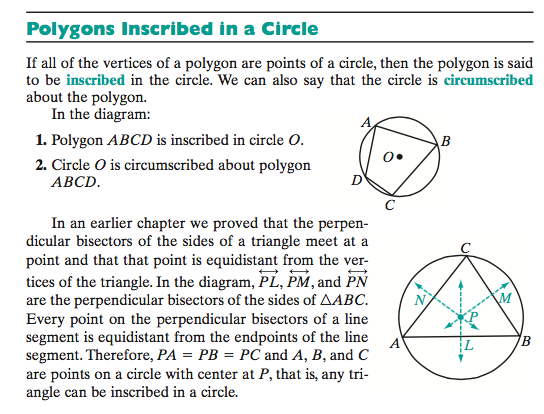 Polygons Inscribed in a Circle
If all of the vertices of a polygon are points of a circle, then the polygon is said
to be inscribed in the circle. We can also say that the circle is circumscribed
about the polygon.
In the diagram:
1. Polygon ABCD is inscribed in circle O.
2. Circle O is circumscribed about polygon
ABCD.
A
B
O
D
C
In an earlier chapter we proved that the perpen-
dicular bisectors of the sides of a triangle meet at a
point and that that point is equidistant from the ver-
tices of the triangle. In the diagram, PL, PM, and PN
are the perpendicular bisectors of the sides of △ABC.
Every point on the perpendicular bisectors of a line
segment is equidistant from the endpoints of the line
segment. Therefore, PA = PB = PC and A, B, and C
are points on a circle with center at P, that is, any tri-
angle can be inscribed in a circle.
C
N
M
P
A
L
B